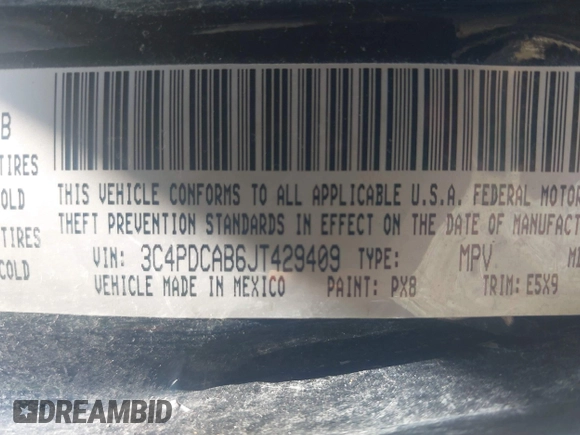 B
TIRES
OLD
TIRES
COLD
THIS VEHICLE CONFORMS TO ALL APPLICABLE U.S.A. FEDERAL MOTOR
THEFT PREVENTION STANDARDS IN EFFECT ON THE DATE OF MANUFACT
VIN: 3C4PDCAB6JT429409 TYPE: MPV
VEHICLE MADE IN MEXICO PAINT: PX8 TRIM: E5X9
DREAMBID